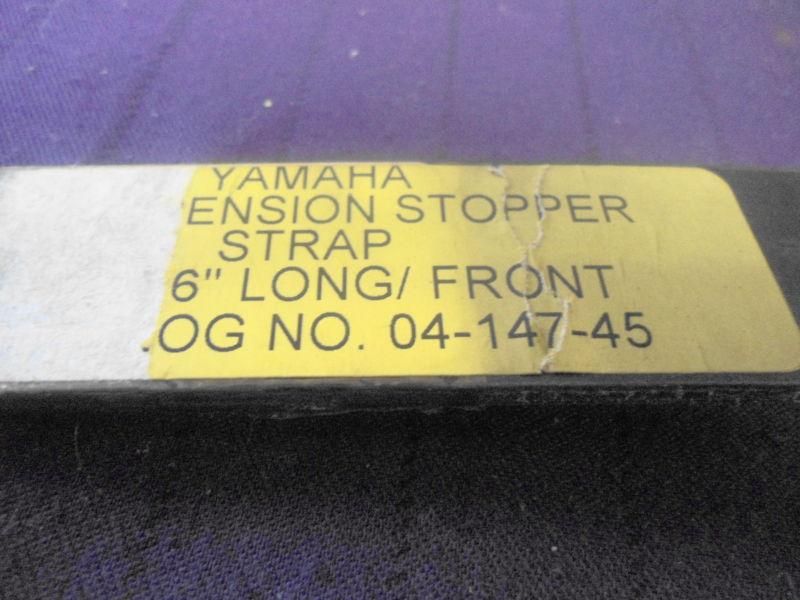 YAMAHA
ENSION STOPPER
STRAP
6" LONG/ FRONT
OG NO. 04-147-45